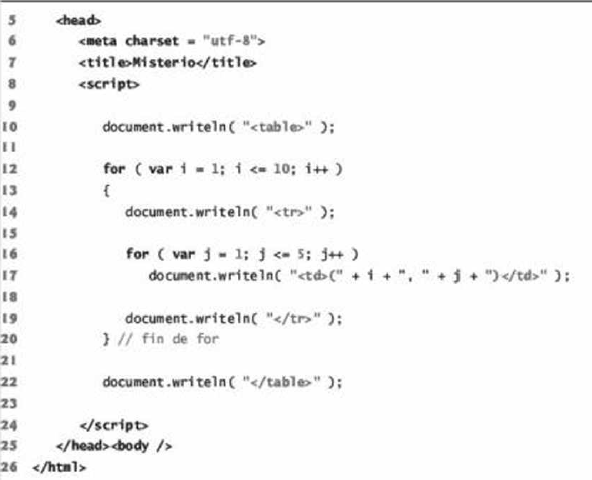 5 <head>
6 <meta charset = "utf-8">
7 <title>Misterio</title>
8 <script>
9
10 document.writeln( "<table>" );
11
12 for ( var i = 1; i <= 10; i++ )
13 {
14 document.writeln( "<tr>" );
15
16 for ( var j = 1; j <= 5; j++ )
17 document.writeln( "<td>(" + i + ", " + j + ")</td>" );
18
19 document.writeln( "</tr>" );
20 } // fin de for
21
22 document.writeln( "</table>" );
23
24 </script>
25 </head><body />
26 </html>